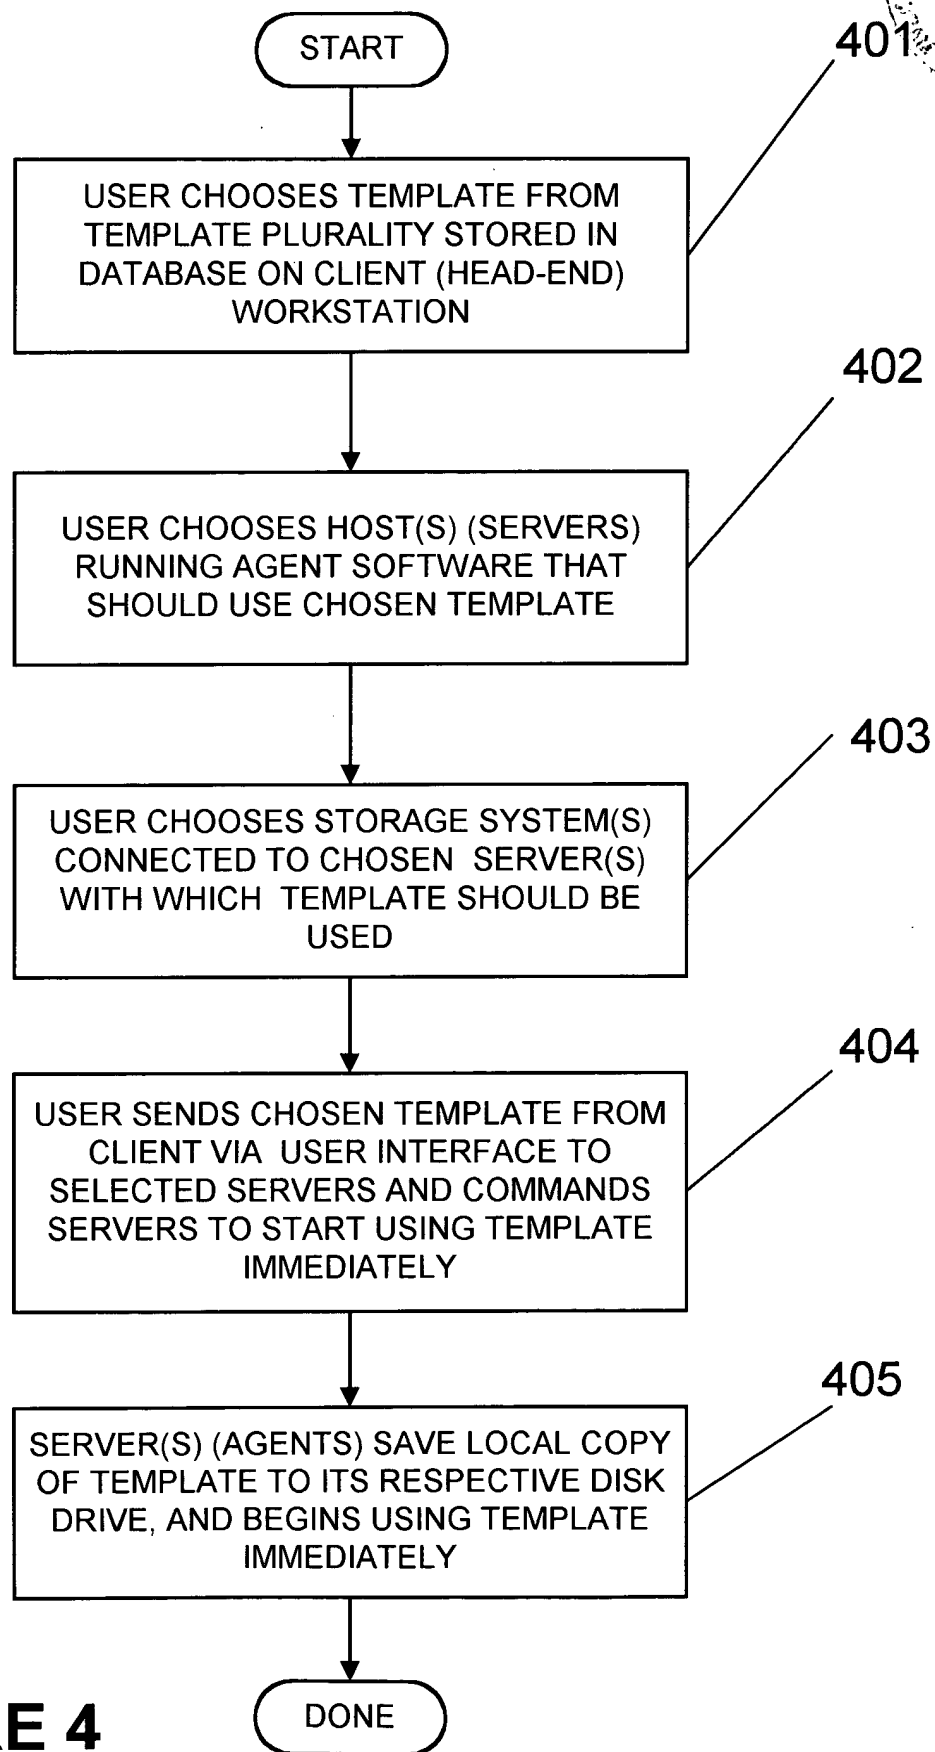 START
401
USER CHOOSES TEMPLATE FROM
TEMPLATE PLURALITY STORED IN
DATABASE ON CLIENT (HEAD-END)
WORKSTATION
402
USER CHOOSES HOST(S) (SERVERS)
RUNNING AGENT SOFTWARE THAT
SHOULD USE CHOSEN TEMPLATE
403
USER CHOOSES STORAGE SYSTEM(S)
CONNECTED TO CHOSEN SERVER(S)
WITH WHICH TEMPLATE SHOULD BE
USED
404
USER SENDS CHOSEN TEMPLATE FROM
CLIENT VIA USER INTERFACE TO
SELECTED SERVERS AND COMMANDS
SERVERS TO START USING TEMPLATE
IMMEDIATELY
405
SERVER(S) (AGENTS) SAVE LOCAL COPY
OF TEMPLATE TO ITS RESPECTIVE DISK
DRIVE, AND BEGINS USING TEMPLATE
IMMEDIATELY
DONE
E 4